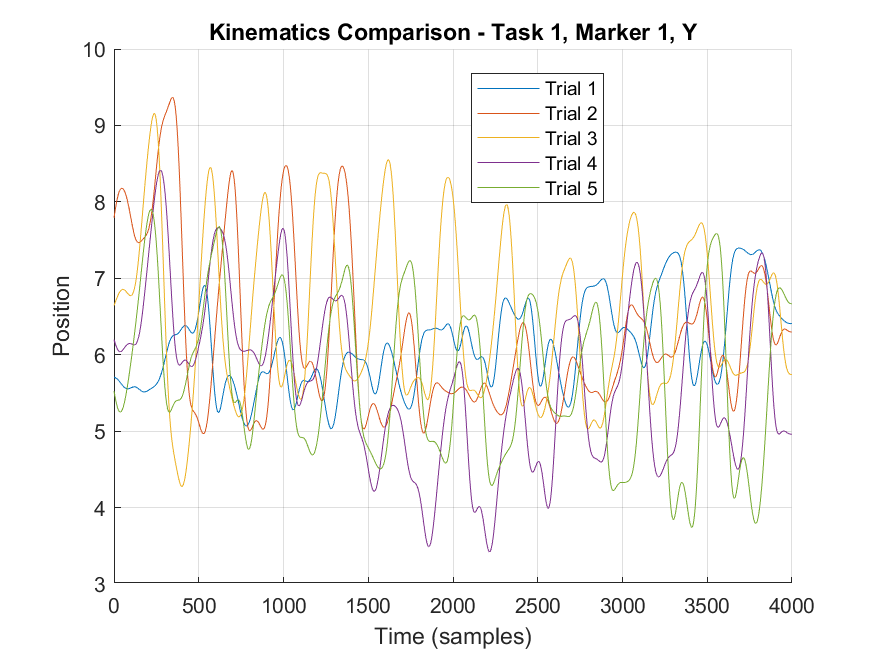 Kinematics Comparison - Task 1, Marker 1, Y
10
9
8
7
6
5
4
3
Position
Trial 1
Trial 2
Trial 3
Trial 4
Trial 5
0 500 1000 1500 2000 2500 3000 3500 4000
Time (samples)